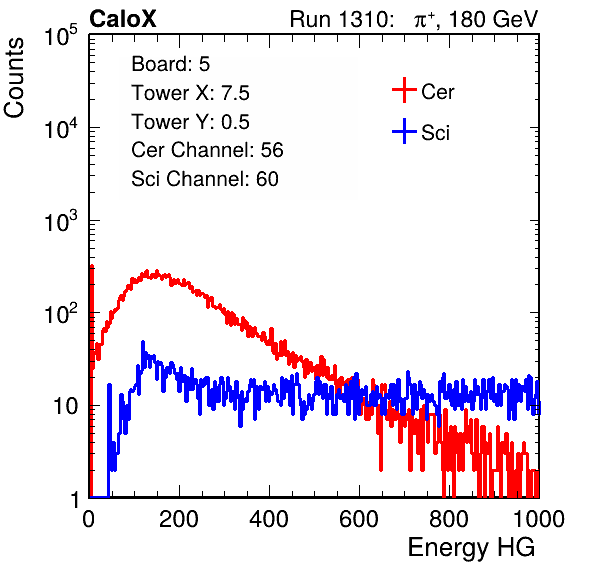 CaloX Run 1310: π⁺, 180 GeV
Counts
10⁵
10⁴
10³
10²
10
1
Board: 5
Tower X: 7.5
Tower Y: 0.5
Cer Channel: 56
Sci Channel: 60
Cer
Sci
0 200 400 600 800 1000
Energy HG